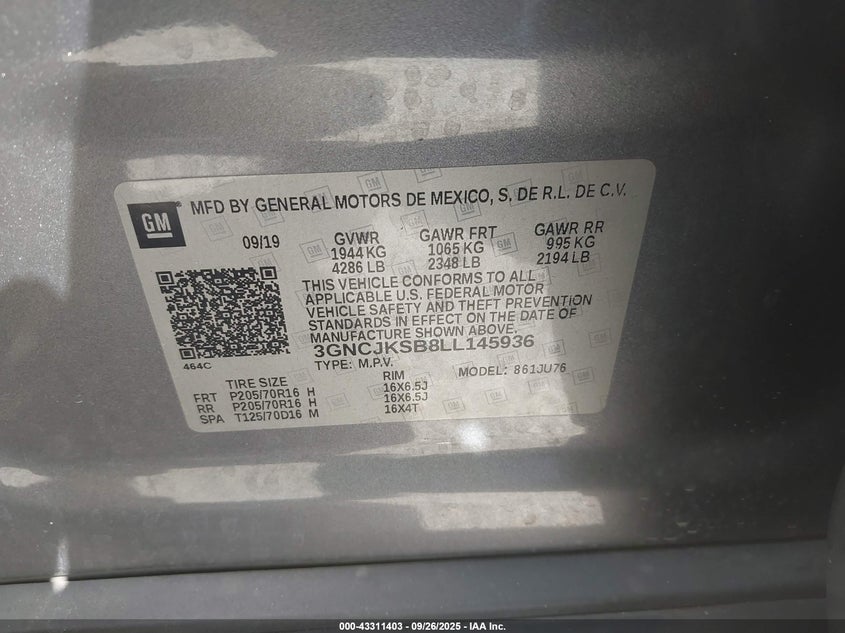 GM
MFD BY GENERAL MOTORS DE MEXICO, S. DE R.L. DE C.V.
09/19 GVWR GAWR FRT GAWR RR
1944 KG 1065 KG 995 KG
4286 LB 2348 LB 2194 LB
THIS VEHICLE CONFORMS TO ALL
APPLICABLE U.S. FEDERAL MOTOR
VEHICLE SAFETY AND THEFT PREVENTION
STANDARDS IN EFFECT ON THE DATE OF
MANUFACTURE SHOWN ABOVE.
3GNCJKSB8LL145936
464C
TYPE: M.P.V. MODEL: 861JU76
TIRE SIZE RIM
FRT P205/70R16 H 16X6.5J
RR P205/70R16 H 16X6.5J
SPA T125/70D16 M 16X4T
000-43311403 - 09/26/2025 - IAA Inc.